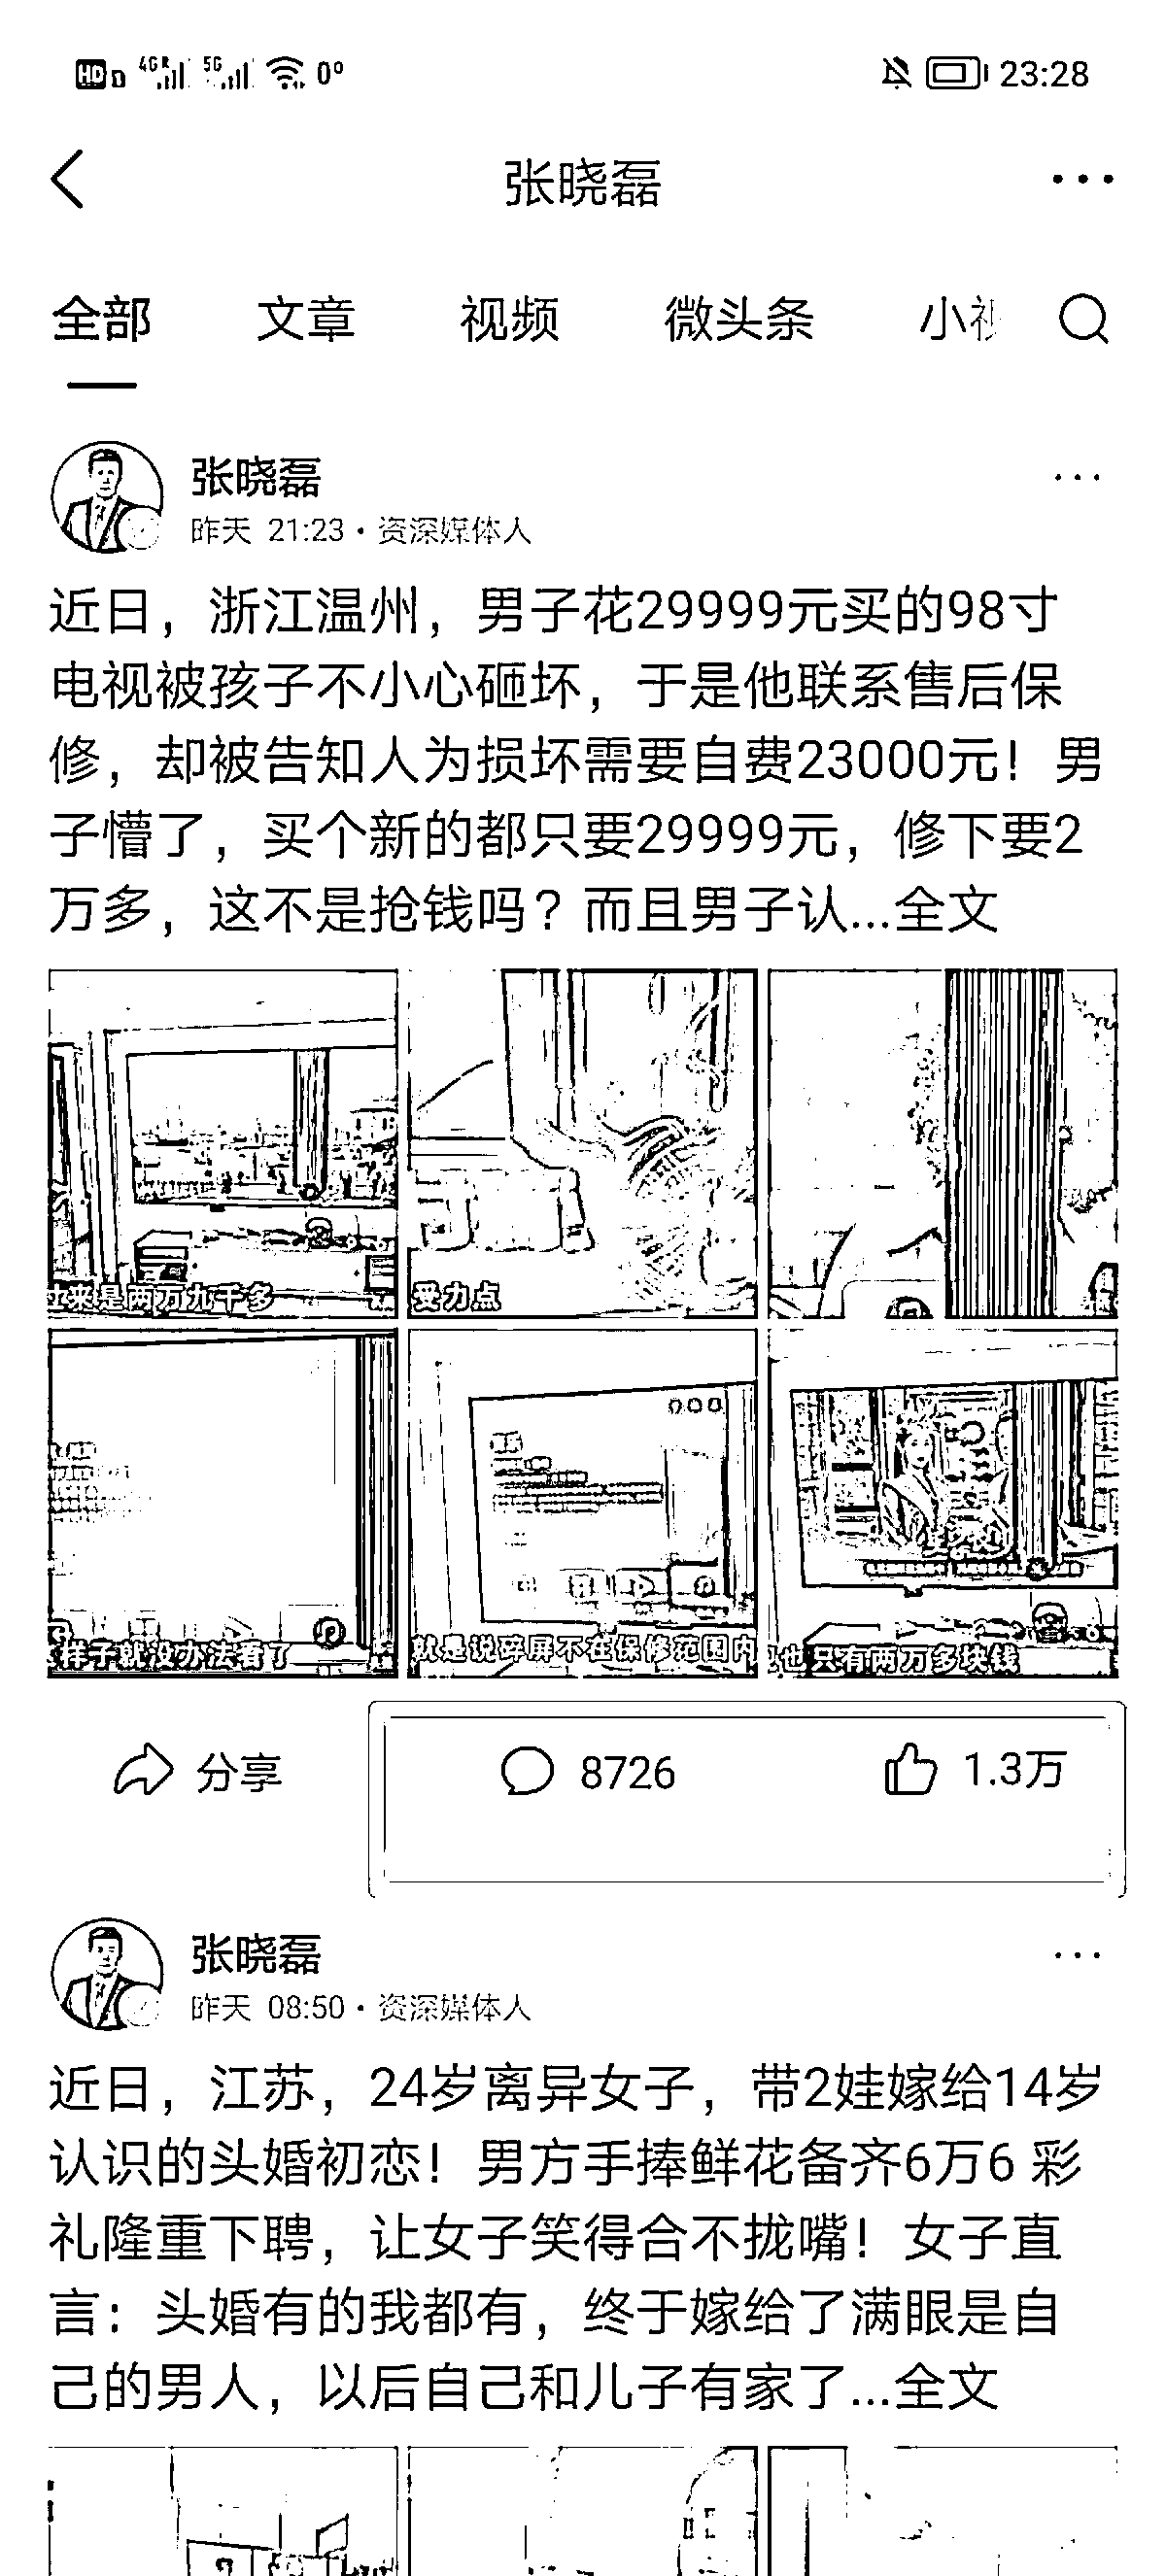 HD 4G R 5G 0° 23:28
张晓磊
全部 文章 视频 微头条 小视
张晓磊
昨天 21:23·资深媒体人
近日，浙江温州，男子花29999元买的98寸
电视被孩子不小心砸坏，于是他联系售后保
修，却被告知人为损坏需要自费23000元！男
子懵了，买个新的都只要29999元，修下要2
万多，这不是抢钱吗？而且男子认...全文
来是两万九千多
受力点
样子就没办法看了
就是说碎屏不在保修范围内
也只有两万多块钱
分享 8726 1.3万
张晓磊
昨天 08:50·资深媒体人
近日，江苏，24岁离异女子，带2娃嫁给14岁
认识的头婚初恋！男方手捧鲜花备齐6万6 彩
礼隆重下聘，让女子笑得合不拢嘴！女子直
言：头婚有的我都有，终于嫁给了满眼是自
己的男人，以后自己和儿子有家了...全文